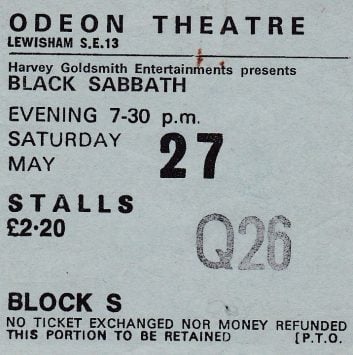 ODEON THEATRE
LEWISHAM S.E.13
Harvey Goldsmith Entertainments presents
BLACK SABBATH
EVENING 7-30 p.m.
SATURDAY
MAY 27
STALLS
£2·20
Q26
BLOCK S
NO TICKET EXCHANGED NOR MONEY REFUNDED
THIS PORTION TO BE RETAINED [P.T.O.